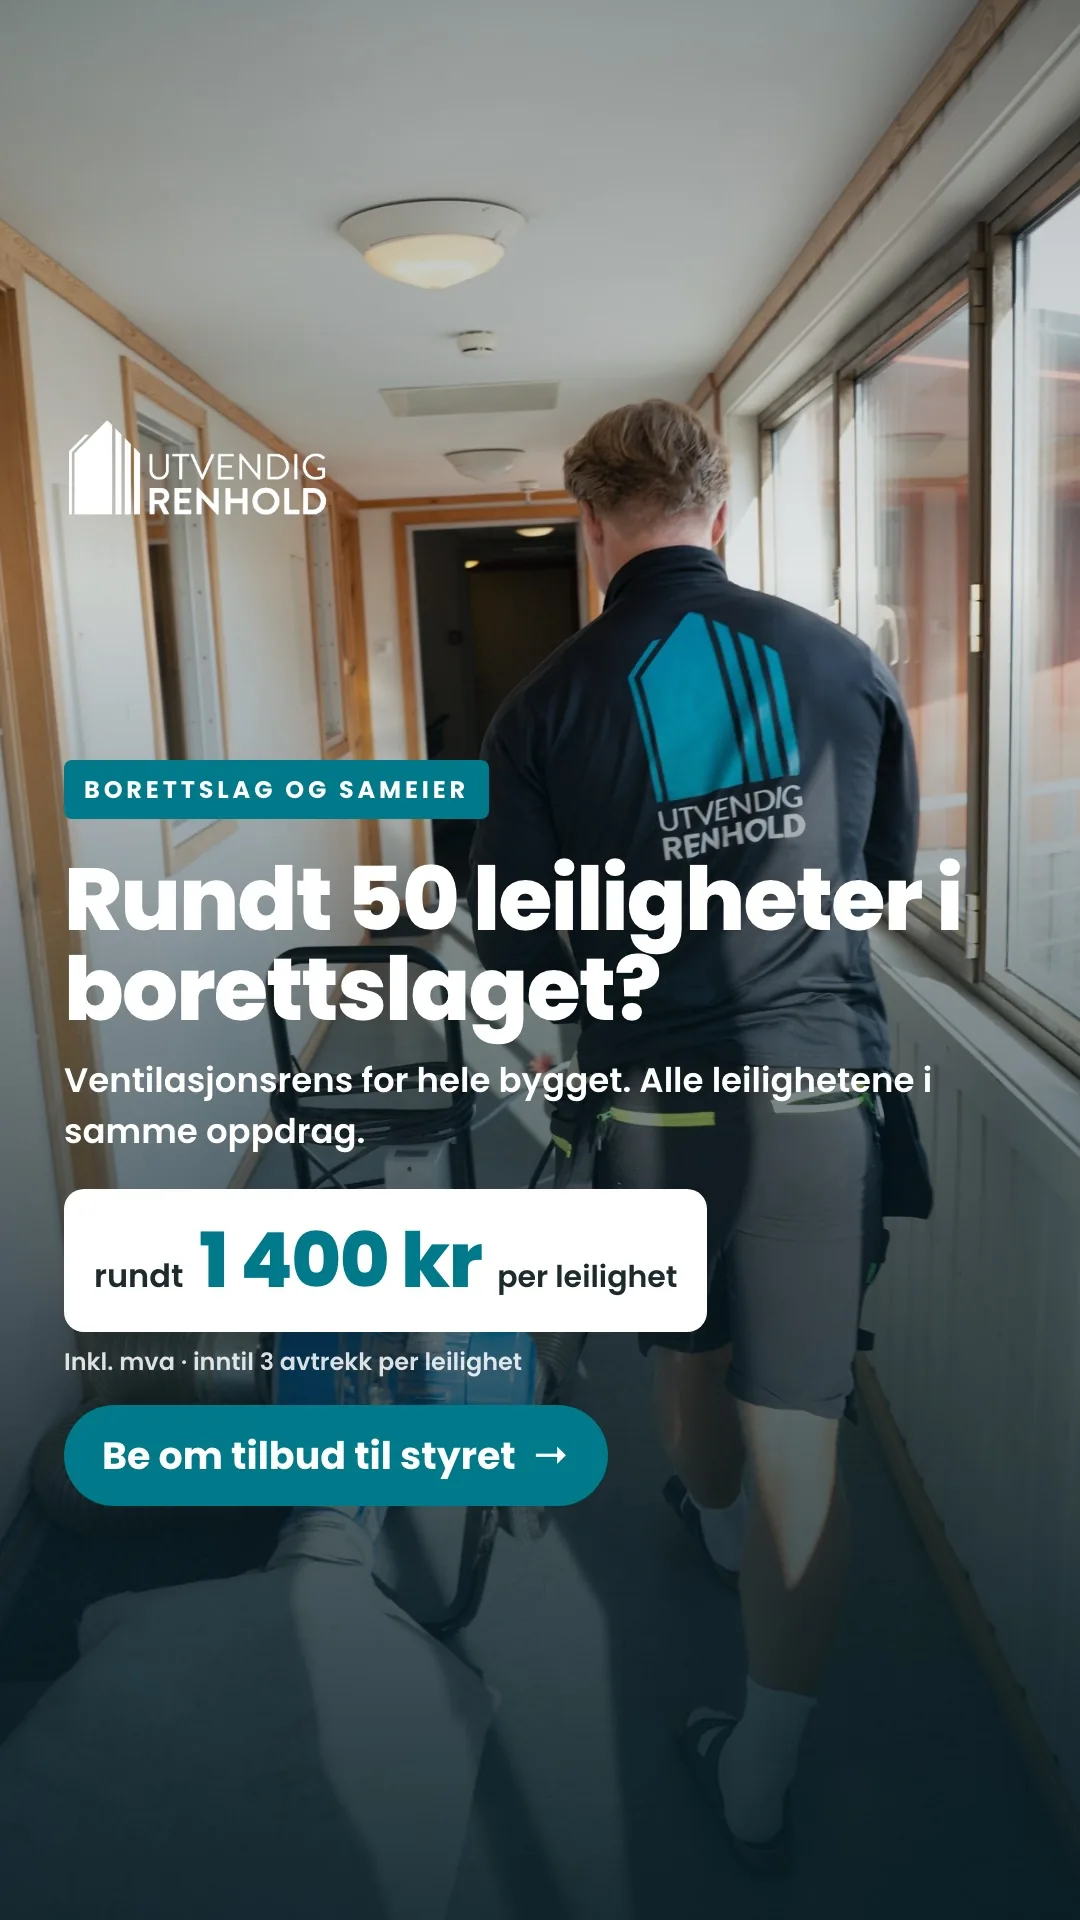 UTVENDIG
RENHOLD
UTVENDIG
RENHOLD
BORETTSLAG OG SAMEIER
Rundt 50 leiligheter i
borettslaget?
Ventilasjonsrens for hele bygget. Alle leilighetene i
samme oppdrag.
rundt 1 400 kr per leilighet
Inkl. mva · inntil 3 avtrekk per leilighet
Be om tilbud til styret →